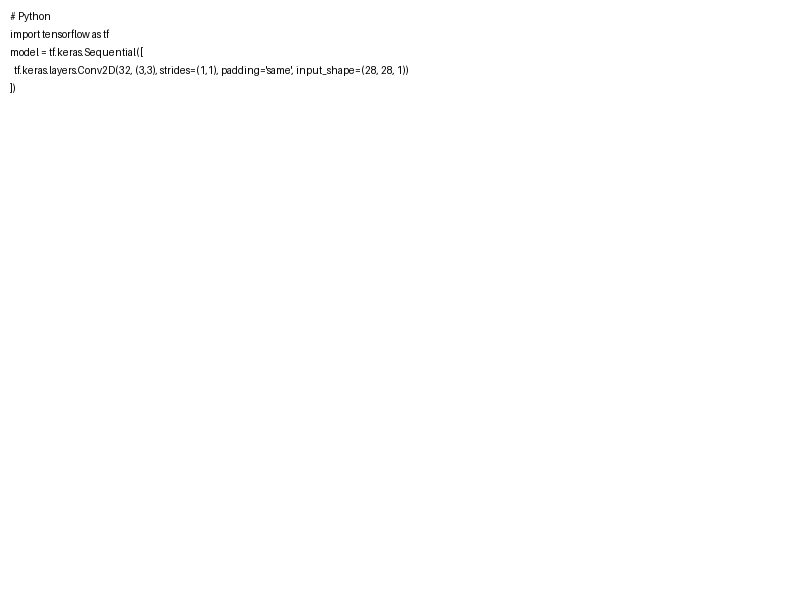 # Python
import tensorflow as tf
model = tf.keras.Sequential([
  tf.keras.layers.Conv2D(32, (3,3), strides=(1,1), padding='same', input_shape=(28, 28, 1))
])